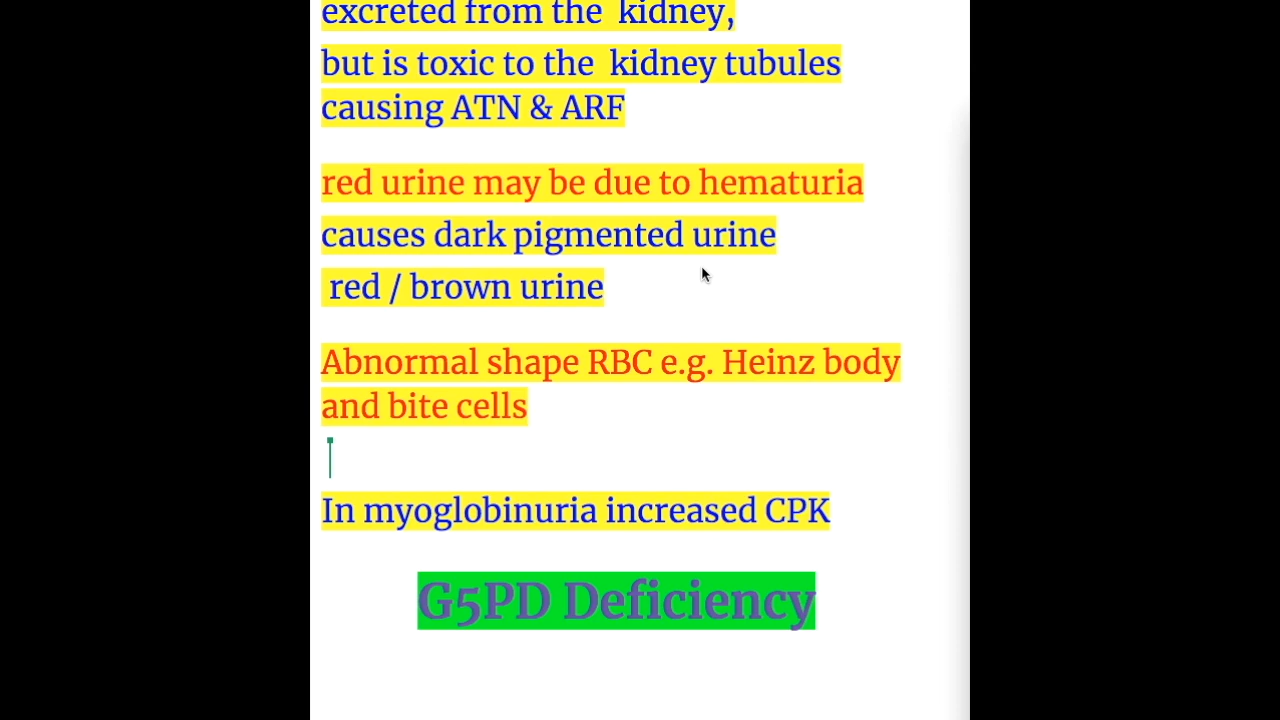 excreted from the kidney,
but is toxic to the kidney tubules
causing ATN & ARF
red urine may be due to hematuria
causes dark pigmented urine
red / brown urine
Abnormal shape RBC e.g. Heinz body
and bite cells
In myoglobinuria increased CPK
G5PD Deficiency